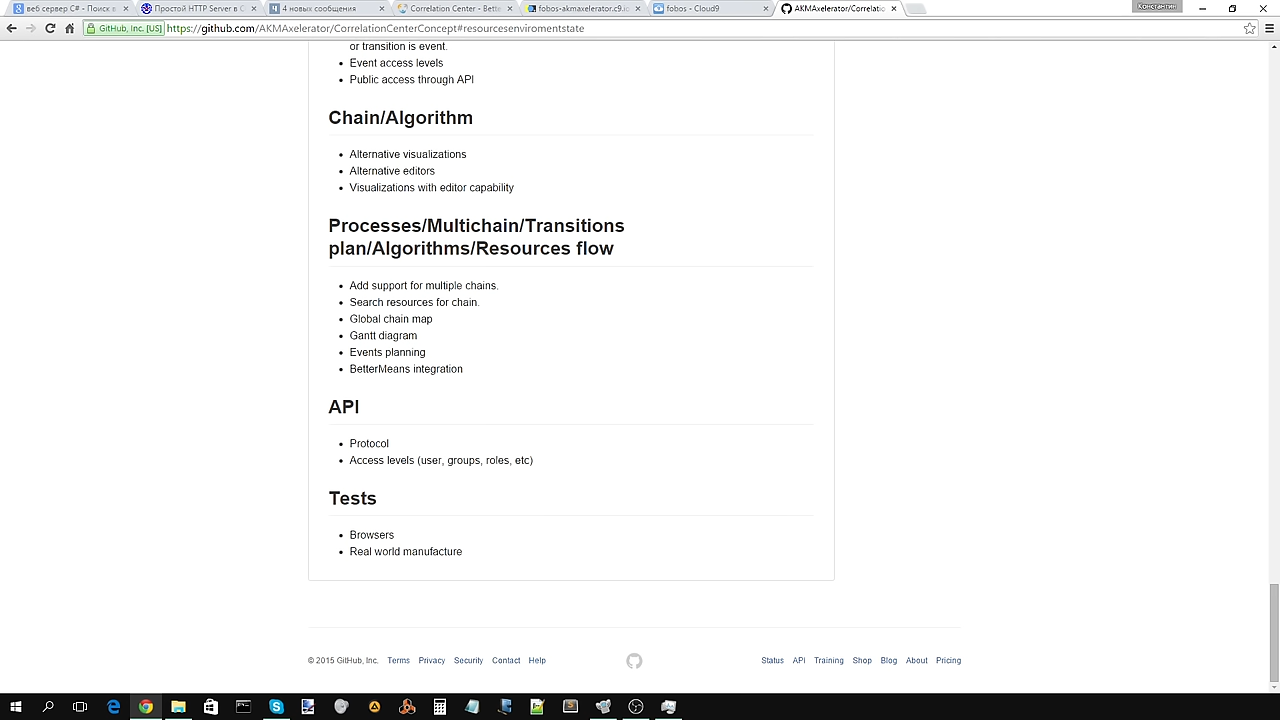 веб сервер C# - Поиск в
Простой HTTP Server в C
4 новых сообщения
Correlation Center - Bette
fobos-akmaxelerator.c9.io
fobos - Cloud9
AKMAxelerator/Correlatio
Константин
GitHub, Inc. [US] https://github.com/AKMAxelerator/CorrelationCenterConcept#resourcesenviromentstate
or transition is event.
Event access levels
Public access through API
Chain/Algorithm
Alternative visualizations
Alternative editors
Visualizations with editor capability
Processes/Multichain/Transitions
plan/Algorithms/Resources flow
Add support for multiple chains.
Search resources for chain.
Global chain map
Gantt diagram
Events planning
BetterMeans integration
API
Protocol
Access levels (user, groups, roles, etc)
Tests
Browsers
Real world manufacture
© 2015 GitHub, Inc. Terms Privacy Security Contact Help
Status API Training Shop Blog About Pricing